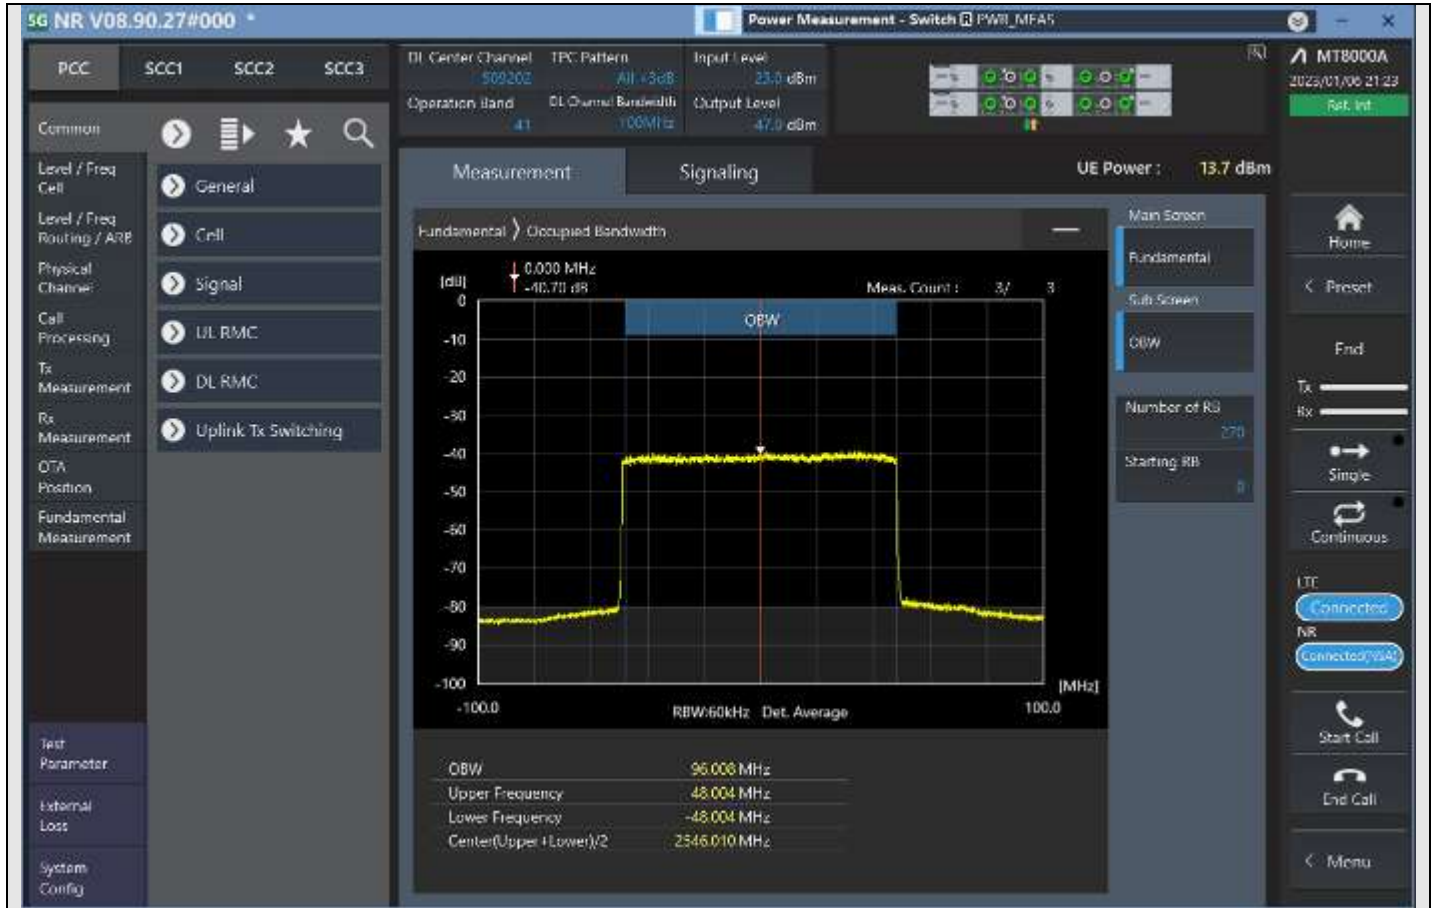 SG NR V08.90.27#000 *
Power Measurement - Switch R PWR_MEAS
PCC SCC1 SCC2 SCC3
DL Center Channel TPC Pattern Input Level
509202 All +3dB 23.0 dBm
Operation Band DL Channel Bandwidth Output Level
41 100MHz -47.0 dBm
MT8000A
2023/01/06 21:23
Ref. Int
Common
Level / Freq
Cell
Level / Freq
Routing / ARB
Physical
Channel
Call
Processing
Tx
Measurement
Rx
Measurement
OTA
Position
Fundamental
Measurement
Test
Parameter
External
Loss
System
Config
General
Cell
Signal
UL RMC
DL RMC
Uplink Tx Switching
Measurement Signaling
UE Power : 13.7 dBm
Fundamental > Occupied Bandwidth
[dB]
0.000 MHz
-40.70 dB
Meas. Count : 3/ 3
OBW
0
-10
-20
-30
-40
-50
-60
-70
-80
-90
-100
-100.0
RBW:60kHz Det. Average
100.0
[MHz]
OBW 96.008 MHz
Upper Frequency 48.004 MHz
Lower Frequency -48.004 MHz
Center(Upper+Lower)/2 2546.010 MHz
Main Screen
Fundamental
Sub Screen
OBW
Number of RB
270
Starting RB
0
Home
< Preset
End
Tx
Rx
Single
Continuous
LTE
Connected
NR
Connected(NSA)
Start Call
End Call
< Menu